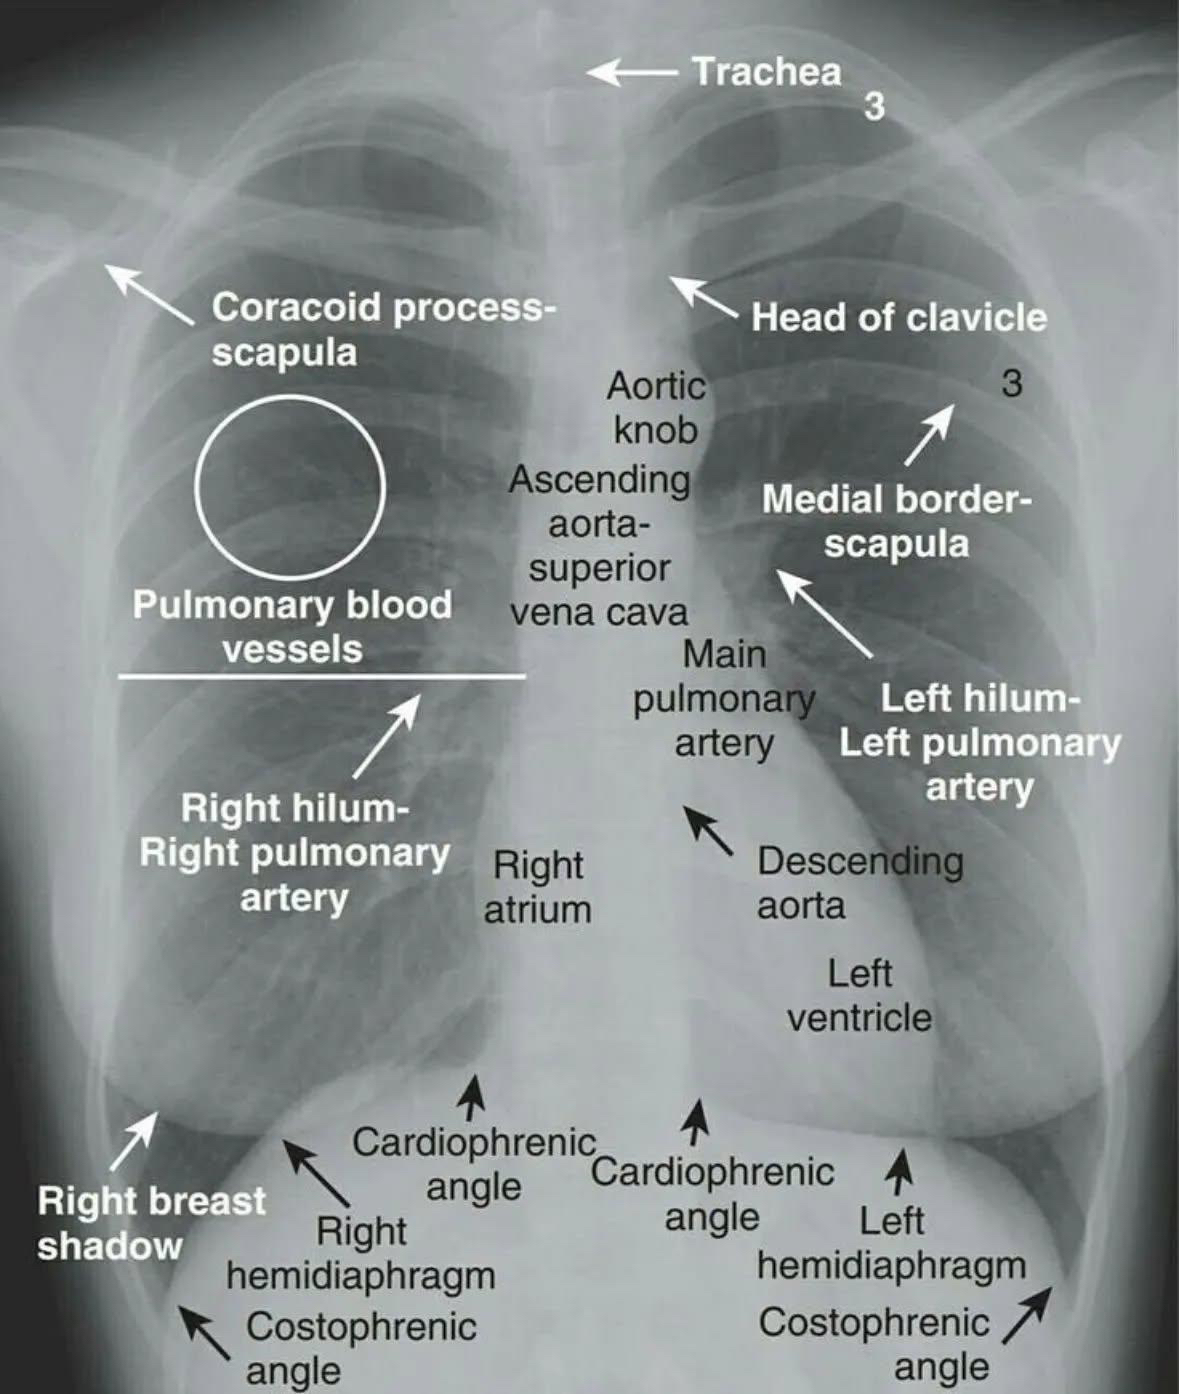 Trachea
3
Coracoid process-
scapula
Head of clavicle
Aortic
knob
3
Ascending
aorta-
superior
vena cava
Medial border-
scapula
Pulmonary blood
vessels
Main
pulmonary
artery
Left hilum-
Left pulmonary
artery
Right hilum-
Right pulmonary
artery
Right
atrium
Descending
aorta
Left
ventricle
Cardiophrenic
angle
Cardiophrenic
angle
Right breast
shadow
Right
hemidiaphragm
Left
hemidiaphragm
Costophrenic
angle
Costophrenic
angle